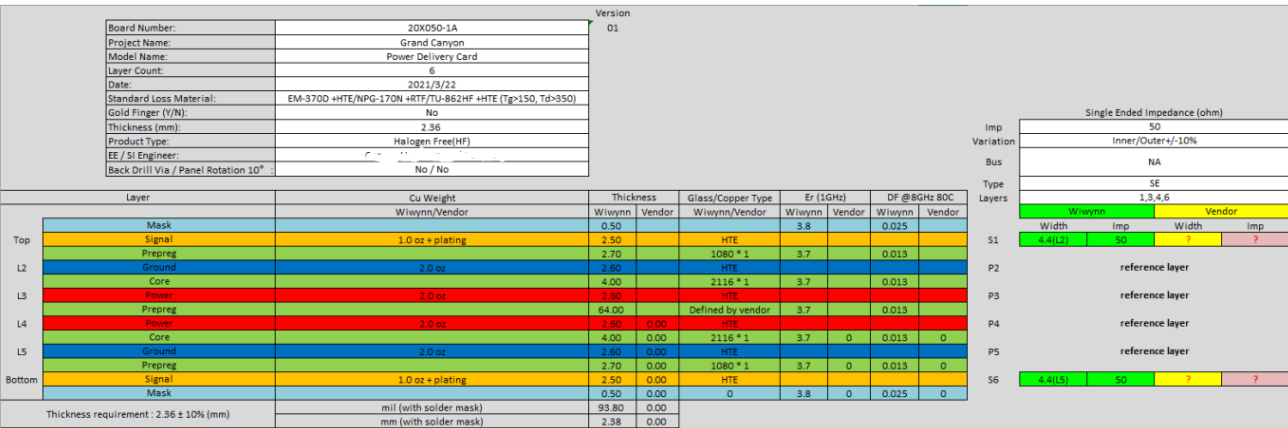 Version
Board Number: 20X050-1A 01
Project Name: Grand Canyon
Model Name: Power Delivery Card
Layer Count: 6
Date: 2021/3/22
Standard Loss Material: EM-370D +HTE/NPG-170N +RTF/TU-862HF +HTE (Tg>150, Td>350)
Gold Finger (Y/N): No Single Ended Impedance (ohm)
Thickness (mm): 2.36 Imp 50
Product Type: Halogen Free(HF) Variation Inner/Outer+/-10%
EE / SI Engineer: Bus NA
Back Drill Via / Panel Rotation 10° : No / No
Type SE
Layer Cu Weight Thickness Glass/Copper Type Er (1GHz) DF @8GHz 80C Layers 1,3,4,6
Wiwynn/Vendor Wiwynn Vendor Wiwynn/Vendor Wiwynn Vendor Wiwynn Vendor Wiwynn Vendor
Mask 0.50 3.8 0.025 Width Imp Width Imp
Top Signal 1.0 oz + plating 2.50 HTE S1 4.4(L2) 50 ? ?
Prepreg 2.70 1080 * 1 3.7 0.013
L2 Ground 2.0 oz 2.60 HTE P2 reference layer
Core 4.00 2116 * 1 3.7 0.013
L3 Power 2.0 oz 2.60 HTE P3 reference layer
Prepreg 64.00 Defined by vendor 3.7 0.013
L4 Power 2.0 oz 2.60 0.00 HTE P4 reference layer
Core 4.00 0.00 2116 * 1 3.7 0 0.013 0
L5 Ground 2.0 oz 2.60 0.00 HTE P5 reference layer
Prepreg 2.70 0.00 1080 * 1 3.7 0 0.013 0
Bottom Signal 1.0 oz + plating 2.50 0.00 HTE S6 4.4(L5) 50 ? ?
Mask 0.50 0.00 0 3.8 0 0.025 0
Thickness requirement : 2.36 ± 10% (mm) mil (with solder mask) 93.80 0.00
mm (with solder mask) 2.38 0.00